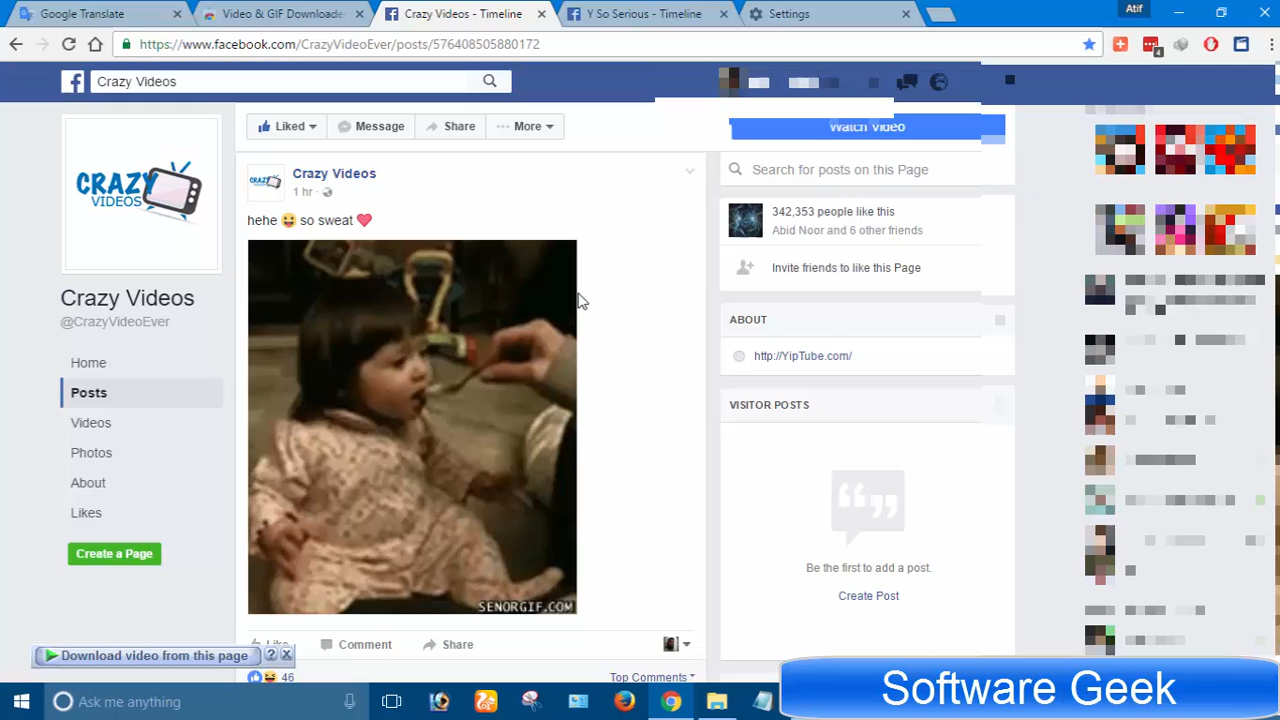 Google Translate
Video & GIF Downloader
Crazy Videos - Timeline
Y So Serious - Timeline
Settings
Atif
https://www.facebook.com/CrazyVideoEver/posts/576408505880172
4
Crazy Videos
CRAZY
VIDEOS
Crazy Videos
@CrazyVideoEver
Home
Posts
Videos
Photos
About
Likes
Create a Page
Liked
Message
Share
More
CRAZY
VIDEOS
Crazy Videos
1 hr
hehe 😜 so sweat ❤
SENORGIF.COM
Like
Comment
Share
46
Top Comments
Watch Video
Search for posts on this Page
342,353 people like this
Abid Noor and 6 other friends
Invite friends to like this Page
ABOUT
http://YipTube.com/
VISITOR POSTS
Be the first to add a post.
Create Post
Download video from this page
?
Ask me anything
Software Geek